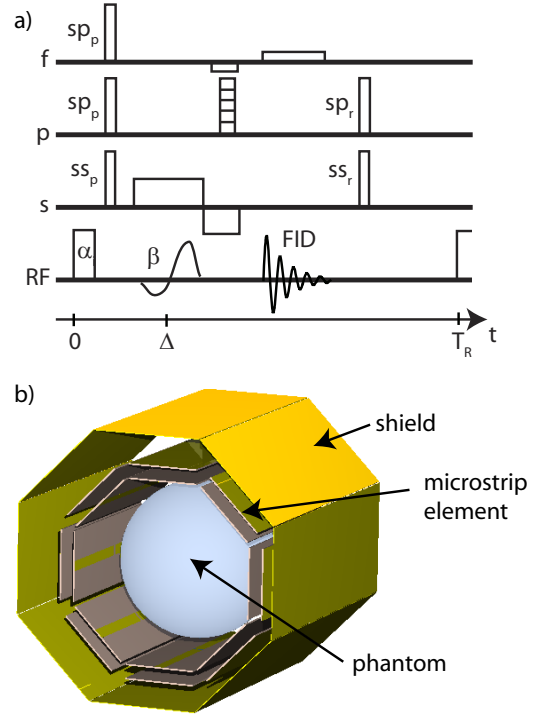 a)
sp_p
f
sp_p
sp_r
p
ss_p
ss_r
s
α
β
FID
RF
0
Δ
T_R
t
b)
shield
microstrip
element
phantom